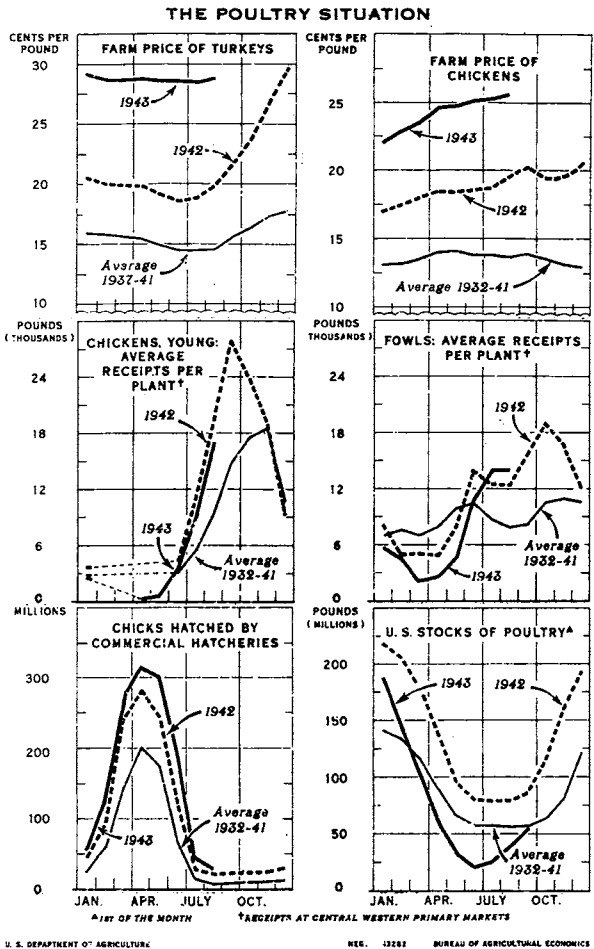 THE POULTRY SITUATION
CENTS PER
POUND
FARM PRICE OF TURKEYS
30
25
20
15
10
1943
1942
Average
1937-41
CENTS PER
POUND
FARM PRICE OF
CHICKENS
25
20
15
10
1943
1942
Average 1932-41
POUNDS
(THOUSANDS)
CHICKENS, YOUNG:
AVERAGE
RECEIPTS PER
PLANT†
24
18
12
6
0
1942
1943
Average
1932-41
POUNDS
THOUSANDS)
FOWLS: AVERAGE RECEIPTS
PER PLANT†
24
18
12
6
0
1942
Average
1932-41
1943
MILLIONS
CHICKS HATCHED BY
COMMERCIAL HATCHERIES
300
200
100
0
1942
Average
1932-41
1943
JAN. APR. JULY OCT.
POUNDS
(MILLIONS)
U.S. STOCKS OF POULTRY▲
200
150
100
50
0
1943
1942
Average
1932-41
JAN. APR. JULY OCT.
▲1ST OF THE MONTH †RECEIPTS AT CENTRAL WESTERN PRIMARY MARKETS
U. S. DEPARTMENT OF AGRICULTURE NEG. 43282 BUREAU OF AGRICULTURAL ECONOMICS